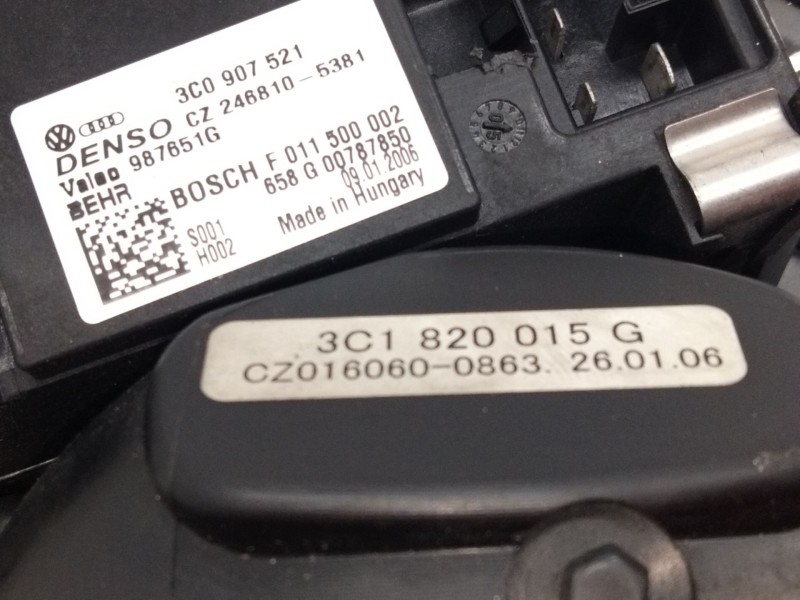 3C0 907 521
DENSO CZ 246810-5381
Valeo 987651G
BEHR BOSCH F 011 500 002
658 G 00787850
09.01.2006
S001
H002
Made in Hungary
3C1 820 015 G
CZ016060-0863. 26.01.06